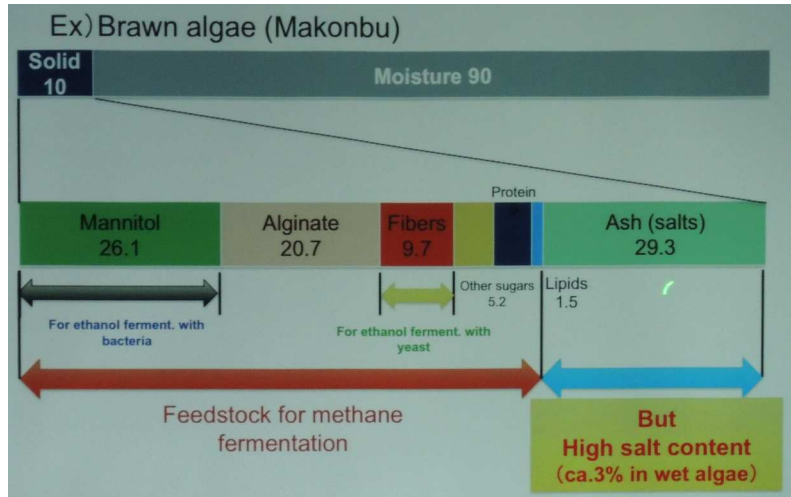 Ex) Brawn algae (Makonbu)
Solid
10
Moisture 90
Protein
Mannitol
26.1
Alginate
20.7
Fibers
9.7
Ash (salts)
29.3
Other sugars
5.2
Lipids
1.5
For ethanol ferment. with
bacteria
For ethanol ferment. with
yeast
Feedstock for methane
fermentation
But
High salt content
(ca.3% in wet algae)